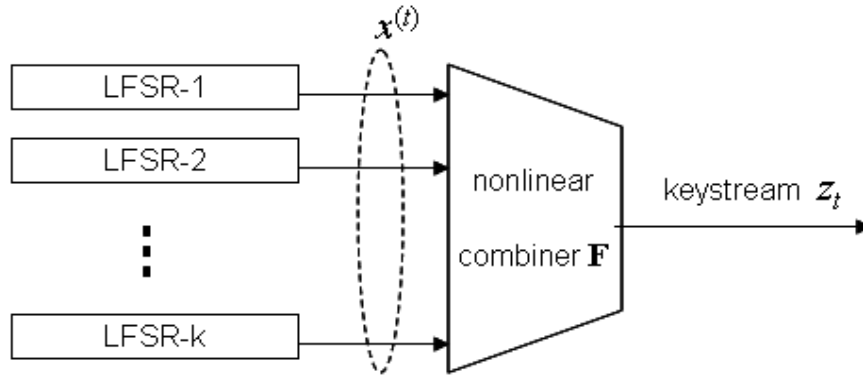 x^(t)
LFSR-1
LFSR-2
nonlinear
keystream z_t
combiner F
LFSR-k